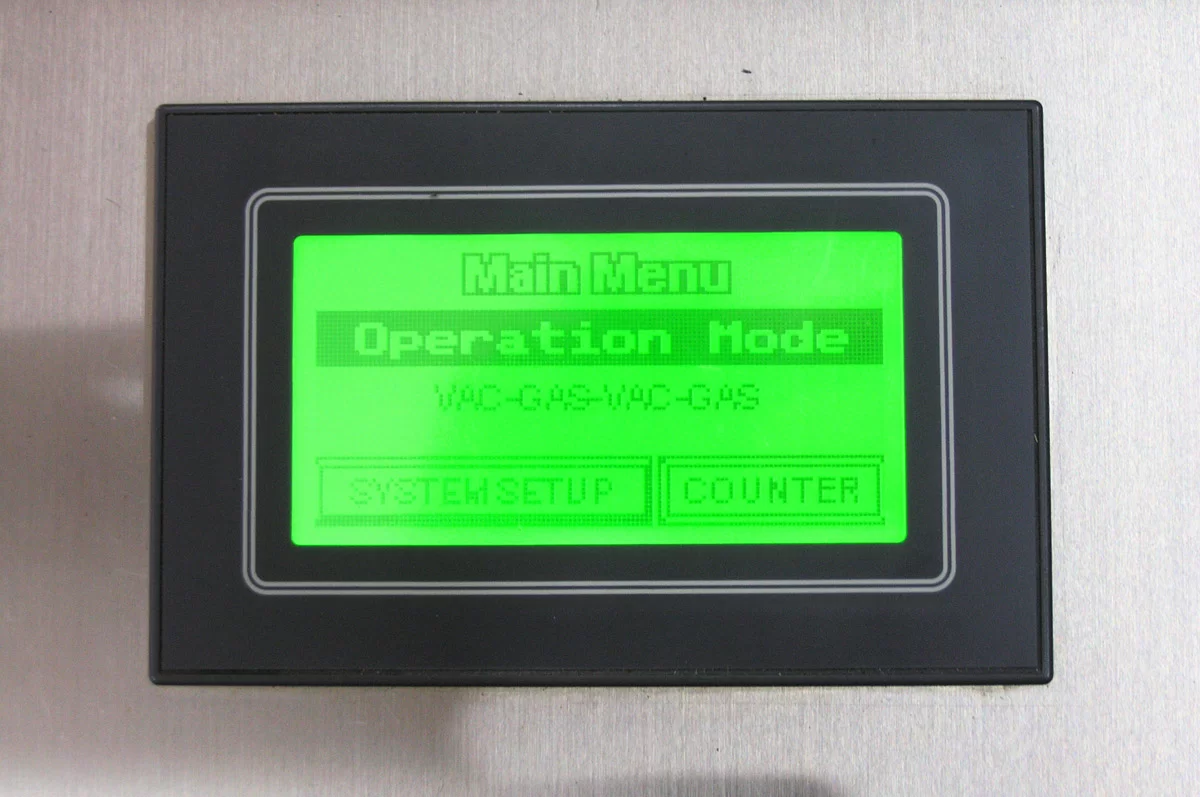 Main Menu
Operation Mode
VAC-GAS-VAC-GAS
SYSTEM SETUP COUNTER